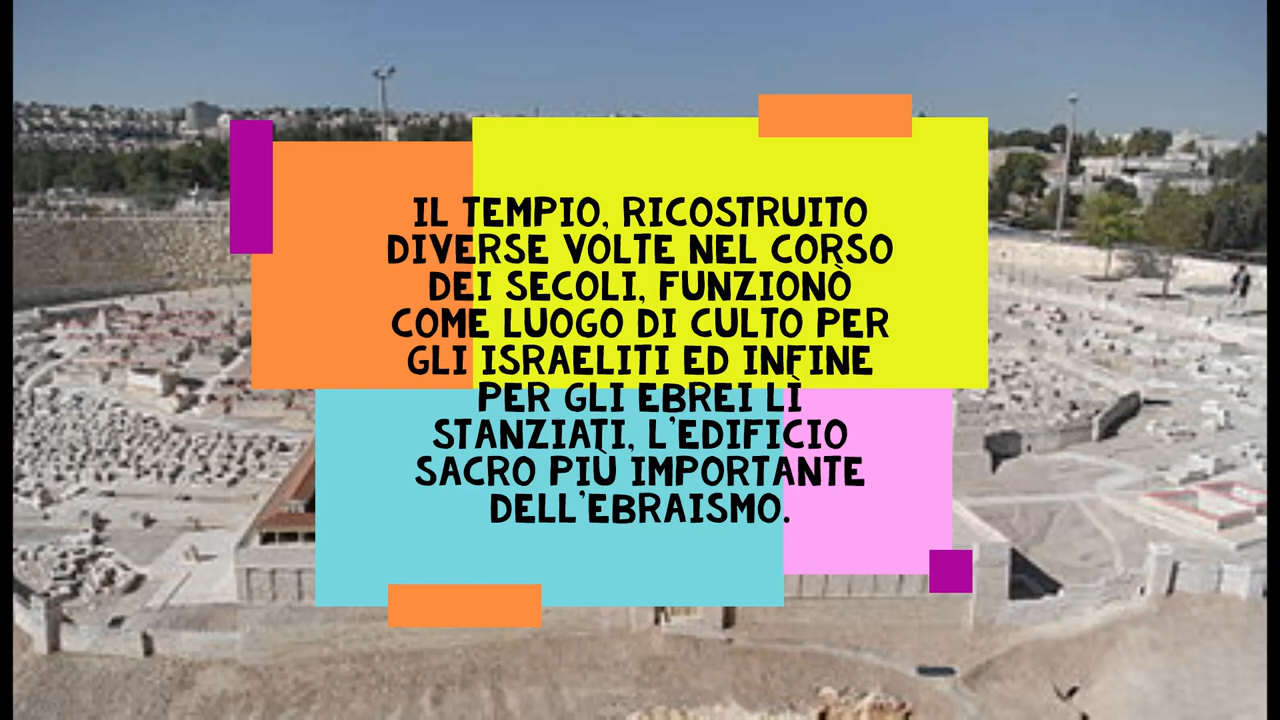 IL TEMPIO, RICOSTRUITO
DIVERSE VOLTE NEL CORSO
DEI SECOLI, FUNZIONÒ
COME LUOGO DI CULTO PER
GLI ISRAELITI ED INFINE
PER GLI EBREI LÌ
STANZIATI, L'EDIFICIO
SACRO PIÙ IMPORTANTE
DELL'EBRAISMO.